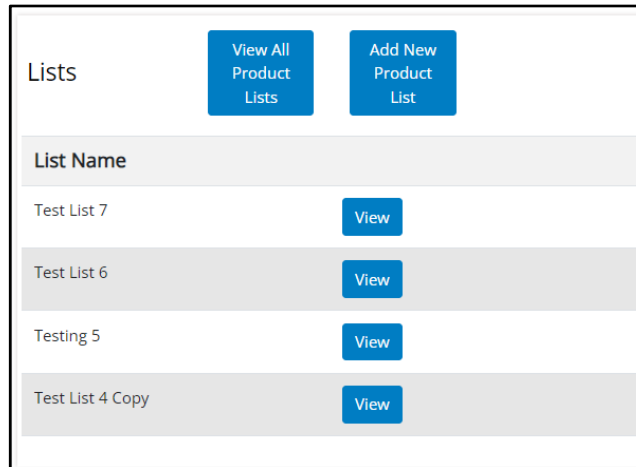 Lists
View All
Product
Lists
Add New
Product
List
List Name
Test List 7
View
Test List 6
View
Testing 5
View
Test List 4 Copy
View